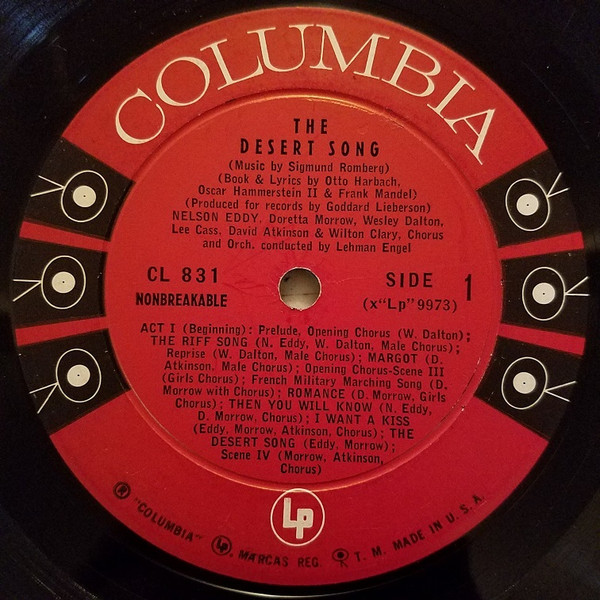 COLUMBIA
THE
DESERT SONG
(Music by Sigmund Romberg)
(Book & Lyrics by Otto Harbach,
Oscar Hammerstein II & Frank Mandel)
(Produced for records by Goddard Lieberson)
NELSON EDDY, Doretta Morrow, Wesley Dalton,
Lee Cass, David Atkinson & Wilton Clary, Chorus
and Orch. conducted by Lehman Engel
CL 831
NONBREAKABLE
SIDE 1
(x"Lp"9973)
ACT I (Beginning): Prelude, Opening Chorus (W. Dalton);
THE RIFF SONG (N. Eddy, W. Dalton, Male Chorus);
Reprise (W. Dalton, Male Chorus); MARGOT (D.
Atkinson, Male Chorus); Opening Chorus-Scene III
(Girls Chorus); French Military Marching Song (D.
Morrow with Chorus); ROMANCE (D. Morrow, Girls
Chorus); THEN YOU WILL KNOW (N. Eddy,
D. Morrow, Chorus); I WANT A KISS
(Eddy, Morrow, Atkinson, Chorus); THE
DESERT SONG (Eddy, Morrow);
Scene IV (Morrow, Atkinson,
Chorus)
Lp
® "COLUMBIA" Lp, MARCAS REG. T. M. MADE IN U. S. A.